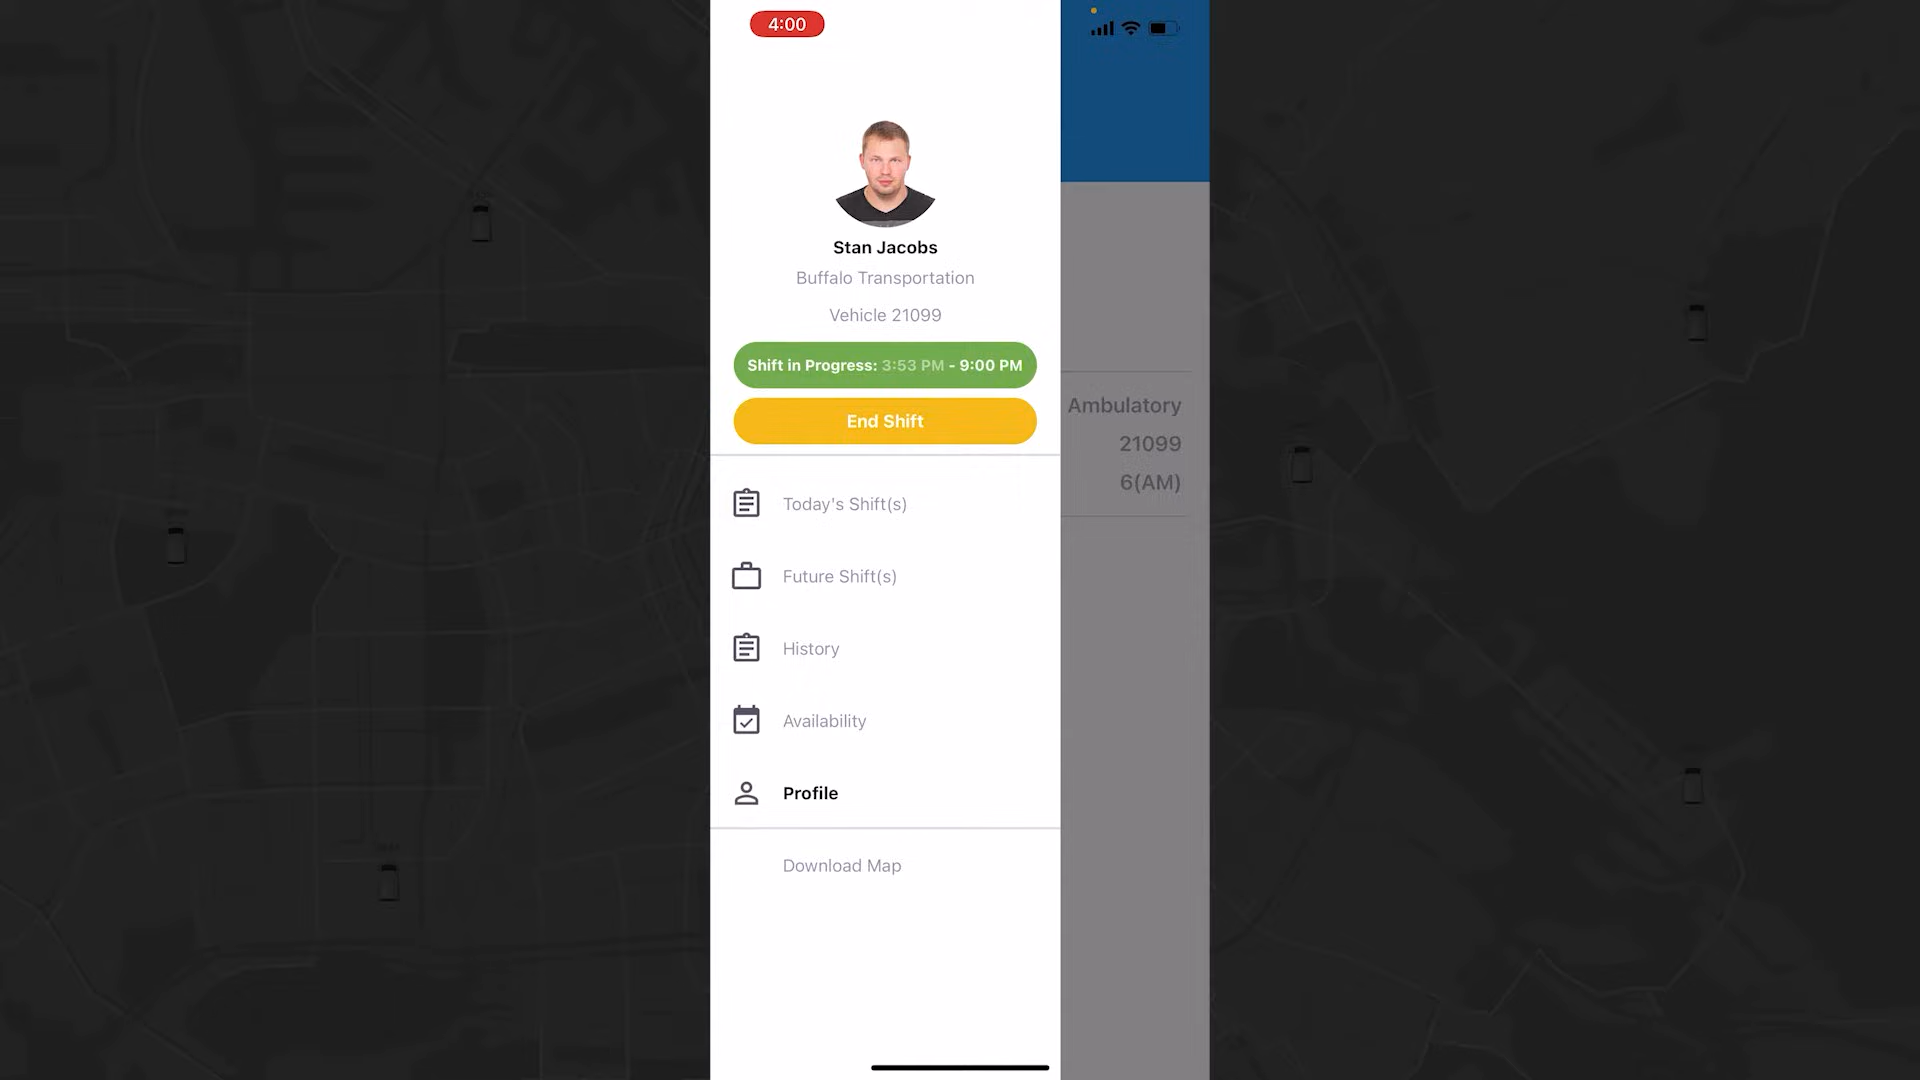 4:00
Stan Jacobs
Buffalo Transportation
Vehicle 21099
Shift in Progress: 3:53 PM - 9:00 PM
End Shift
Today's Shift(s)
Future Shift(s)
History
Availability
Profile
Download Map
Ambulatory
21099
6(AM)